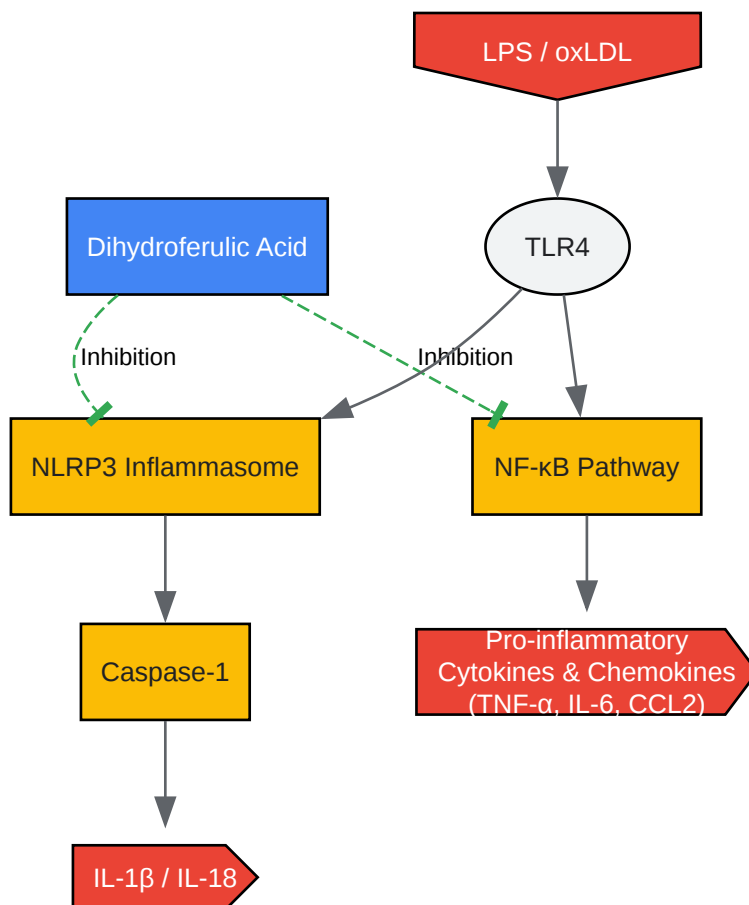 LPS / oxLDL
Dihydroferulic Acid
TLR4
Inhibition
Inhibition
NLRP3 Inflammasome
NF-κB Pathway
Caspase-1
Pro-inflammatory
Cytokines & Chemokines
(TNF-α, IL-6, CCL2)
IL-1β / IL-18